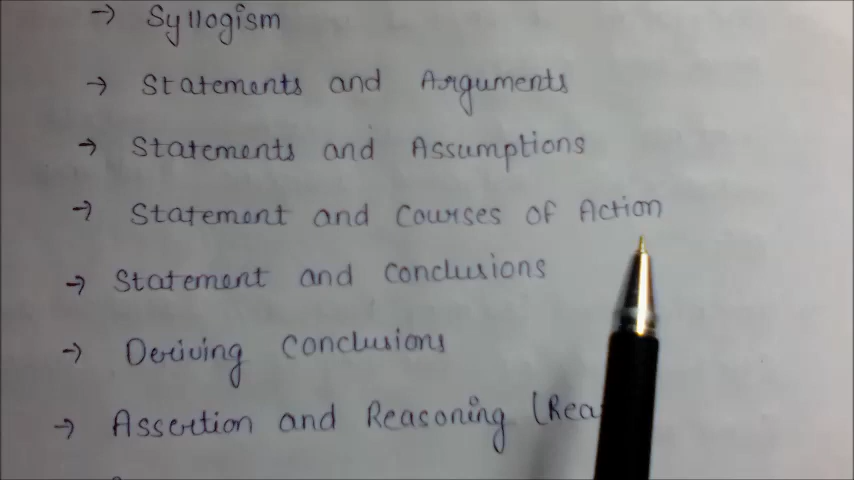 → Syllogism
→ Statements and Arguments
→ Statements and Assumptions
→ Statement and Courses of Action
→ Statement and Conclusions
→ Deriving Conclusions
→ Assertion and Reasoning (Rea